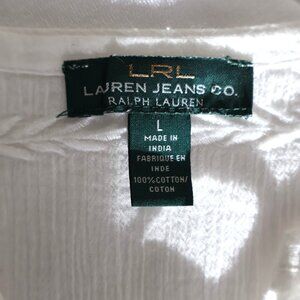 LRL
LAUREN JEANS CO.
RALPH LAUREN
L
MADE IN
INDIA
FABRIQUE EN
INDE
100% COTTON/
COTON